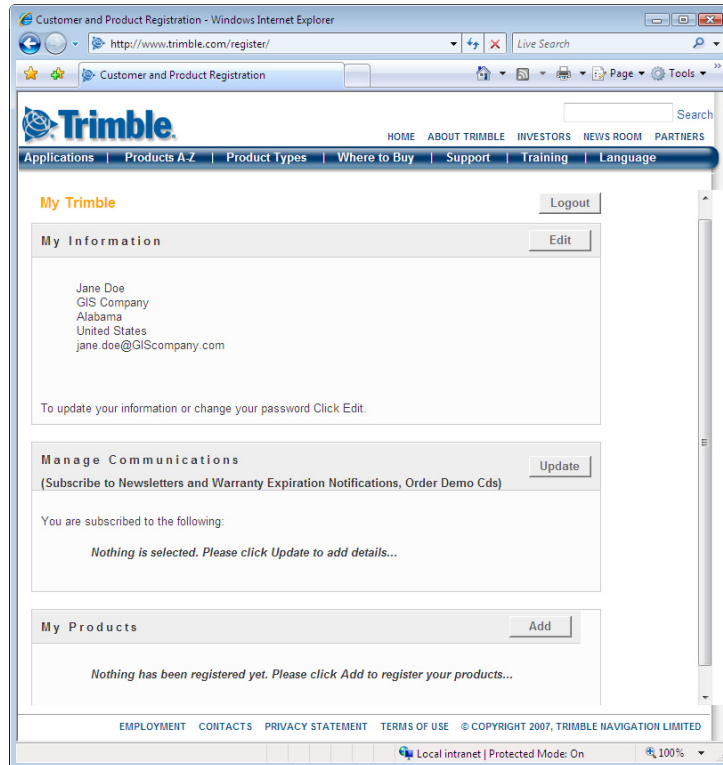 Customer and Product Registration - Windows Internet Explorer
http://www.trimble.com/register/
Live Search
Customer and Product Registration
Page
Tools
Trimble.
Search
HOME ABOUT TRIMBLE INVESTORS NEWS ROOM PARTNERS
Applications | Products A-Z | Product Types | Where to Buy | Support | Training | Language
My Trimble
Logout
My Information
Edit
Jane Doe
GIS Company
Alabama
United States
jane.doe@GIScompany.com
To update your information or change your password Click Edit.
Manage Communications
Update
(Subscribe to Newsletters and Warranty Expiration Notifications, Order Demo Cds)
You are subscribed to the following:
Nothing is selected. Please click Update to add details...
My Products
Add
Nothing has been registered yet. Please click Add to register your products...
EMPLOYMENT CONTACTS PRIVACY STATEMENT TERMS OF USE © COPYRIGHT 2007, TRIMBLE NAVIGATION LIMITED
Local intranet | Protected Mode: On
100%